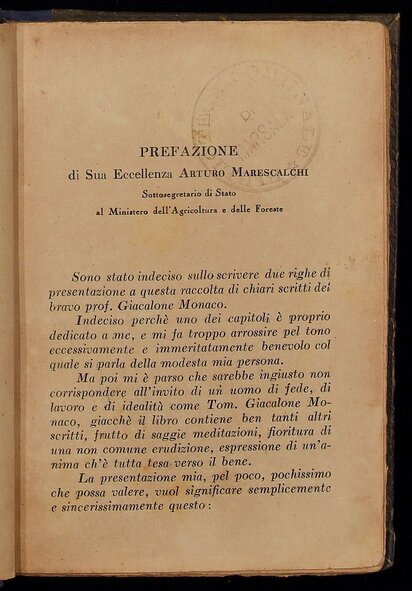 BIBLIOTECA COMUNALE
DI
MARSALA
PREFAZIONE
di Sua Eccellenza ARTURO MARESCALCHI
Sottosegretario di Stato
al Ministero dell'Agricoltura e delle Foreste
Sono stato indeciso sullo scrivere due righe di
presentazione a questa raccolta di chiari scritti del
bravo prof. Giacalone Monaco.
Indeciso perchè uno dei capitoli è proprio
dedicato a me, e mi fa troppo arrossire pel tono
eccessivamente e immeritatamente benevolo col
quale si parla della modesta mia persona.
Ma poi mi è parso che sarebbe ingiusto non
corrispondere all'invito di un uomo di fede, di
lavoro e di idealità come Tom. Giacalone Mo-
naco, giacchè il libro contiene ben tanti altri
scritti, frutto di saggie meditazioni, fioritura di
una non comune erudizione, espressione di un'a-
nima ch'è tutta tesa verso il bene.
La presentazione mia, pel poco, pochissimo
che possa valere, vuol significare semplicemente
e sincerissimamente questo: